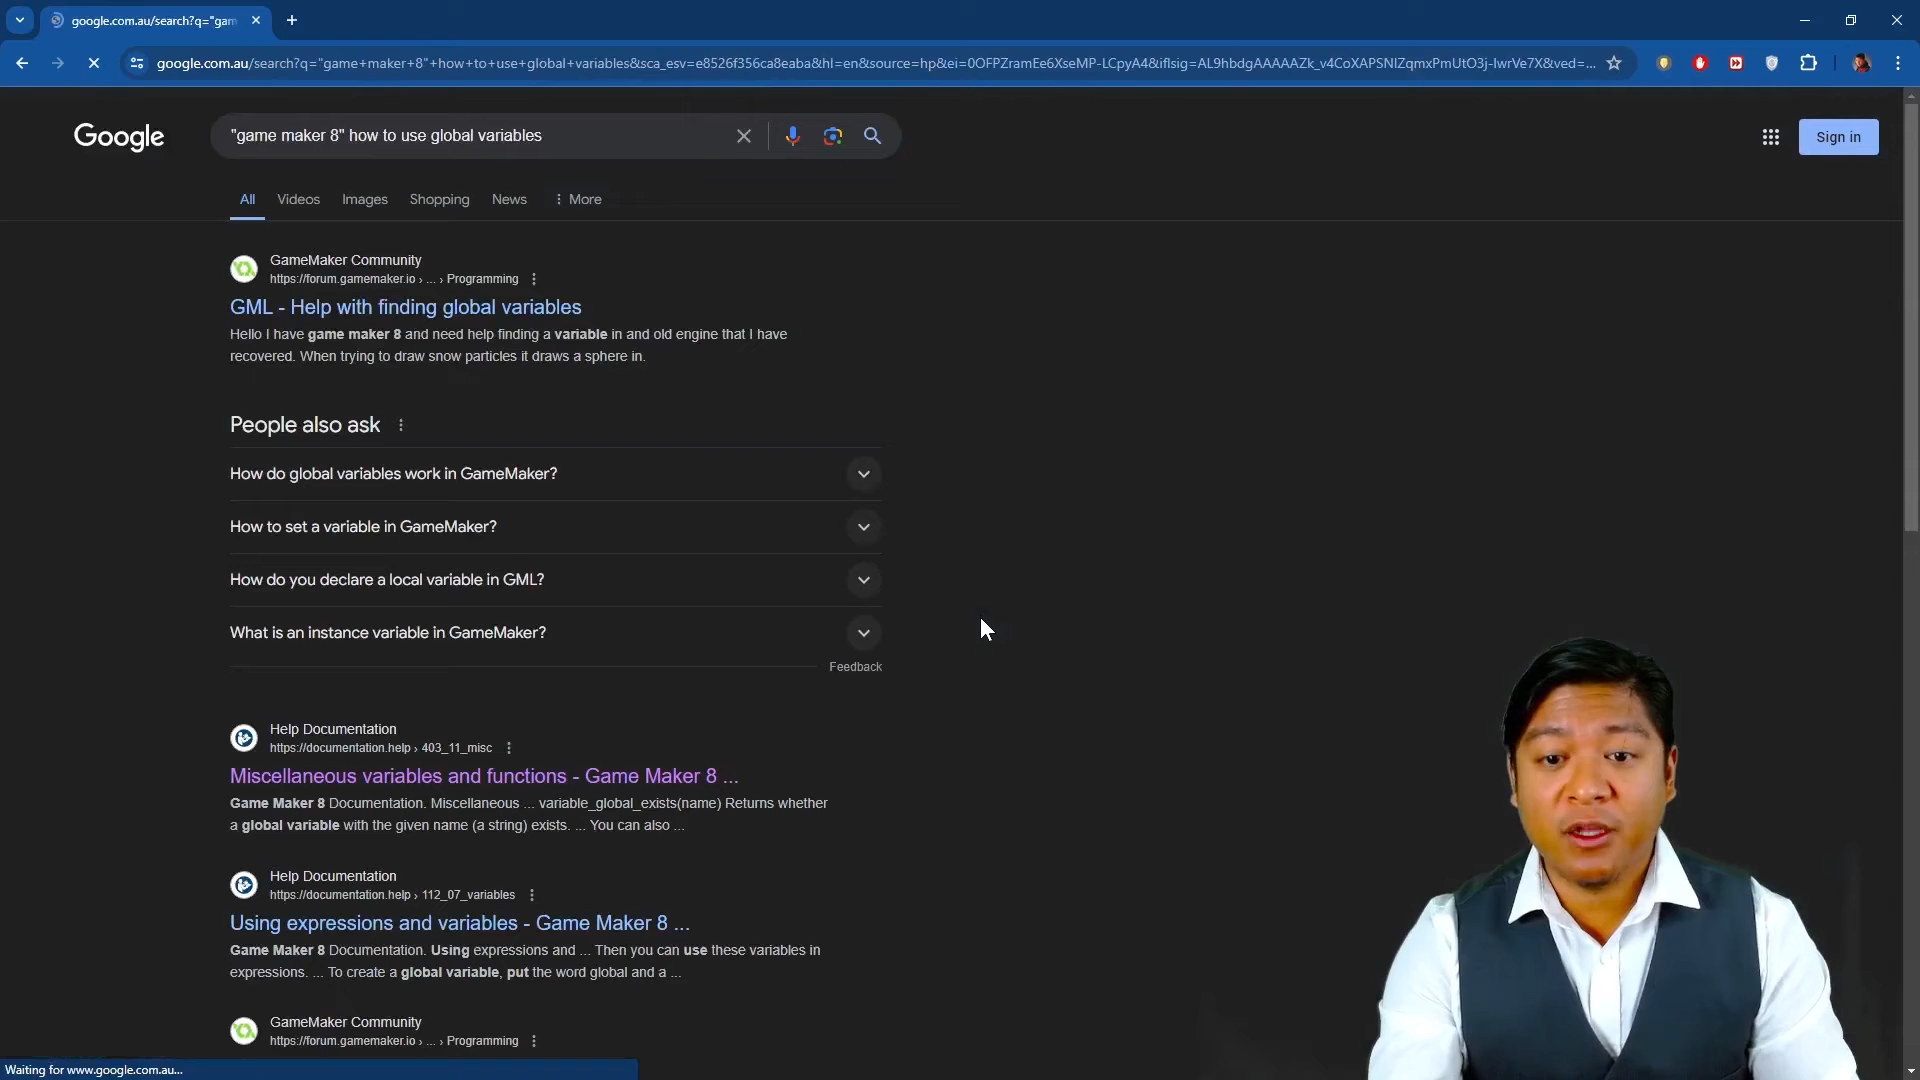 google.com.au/search?q="gam
google.com.au/search?q="game+maker+8"+how+to+use+global+variables&sca_esv=e8526f356ca8eaba&hl=en&source=hp&ei=0OFPZramEe6XseMP-LCpyA4&iflsig=AL9hbdgAAAAAZk_v4CoXAPSNIZqmxPmUtO3j-IwrVe7X&ved=...
Google
"game maker 8" how to use global variables
Sign in
All Videos Images Shopping News More
GameMaker Community
https://forum.gamemaker.io › ... › Programming
GML - Help with finding global variables
Hello I have game maker 8 and need help finding a variable in and old engine that I have
recovered. When trying to draw snow particles it draws a sphere in.
People also ask
How do global variables work in GameMaker?
How to set a variable in GameMaker?
How do you declare a local variable in GML?
What is an instance variable in GameMaker?
Feedback
Help Documentation
https://documentation.help › 403_11_misc
Miscellaneous variables and functions - Game Maker 8 ...
Game Maker 8 Documentation. Miscellaneous ... variable_global_exists(name) Returns whether
a global variable with the given name (a string) exists. ... You can also ...
Help Documentation
https://documentation.help › 112_07_variables
Using expressions and variables - Game Maker 8 ...
Game Maker 8 Documentation. Using expressions and ... Then you can use these variables in
expressions. ... To create a global variable, put the word global and a ...
GameMaker Community
https://forum.gamemaker.io › ... › Programming
Waiting for www.google.com.au...